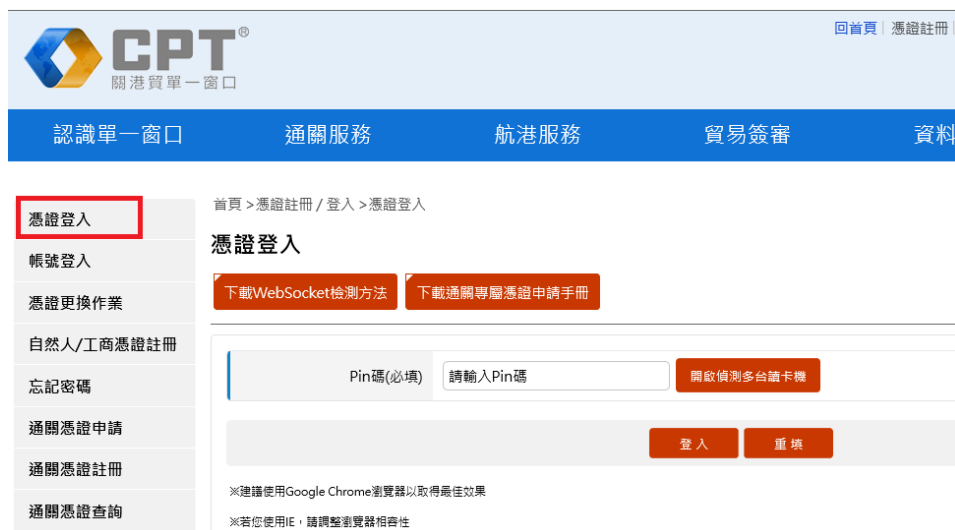 回首頁 | 憑證註冊 |
CPT®
關港貿單一窗口
認識單一窗口 通關服務 航港服務 貿易簽審 資料
首頁 >憑證註冊 / 登入 >憑證登入
憑證登入
帳號登入
憑證更換作業
自然人/工商憑證註冊
忘記密碼
通關憑證申請
通關憑證註冊
通關憑證查詢
憑證登入
下載WebSocket檢測方法 下載通關專屬憑證申請手冊
Pin碼(必填) 請輸入Pin碼 開啟偵測多台讀卡機
登入 重填
※建議使用Google Chrome瀏覽器以取得最佳效果
※若您使用IE，請調整瀏覽器相容性